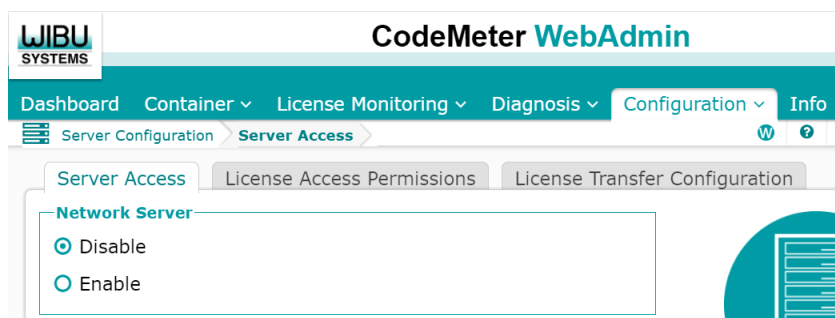 WIBU
SYSTEMS
CodeMeter WebAdmin
Dashboard Container License Monitoring Diagnosis Configuration Info
Server Configuration Server Access W ?
Server Access License Access Permissions License Transfer Configuration
Network Server
Disable
Enable